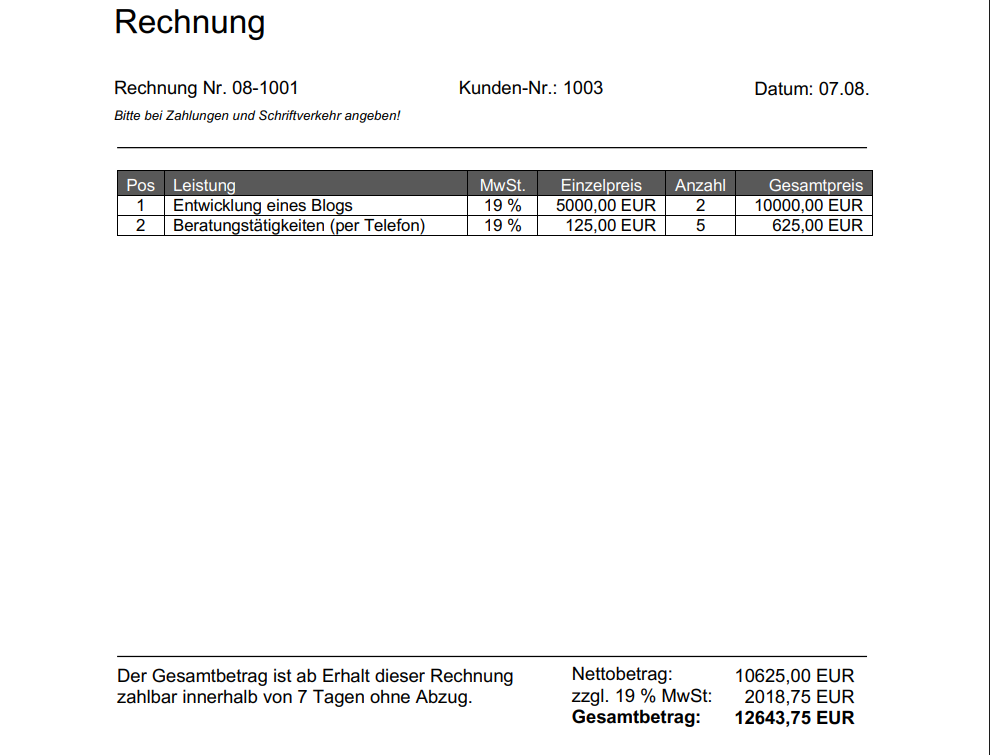 Rechnung
Rechnung Nr. 08-1001 Kunden-Nr.: 1003 Datum: 07.08.
Bitte bei Zahlungen und Schriftverkehr angeben!
Pos Leistung MwSt. Einzelpreis Anzahl Gesamtpreis
1 Entwicklung eines Blogs 19 % 5000,00 EUR 2 10000,00 EUR
2 Beratungstätigkeiten (per Telefon) 19 % 125,00 EUR 5 625,00 EUR
Der Gesamtbetrag ist ab Erhalt dieser Rechnung Nettobetrag: 10625,00 EUR
zahlbar innerhalb von 7 Tagen ohne Abzug. zzgl. 19 % MwSt: 2018,75 EUR
Gesamtbetrag: 12643,75 EUR